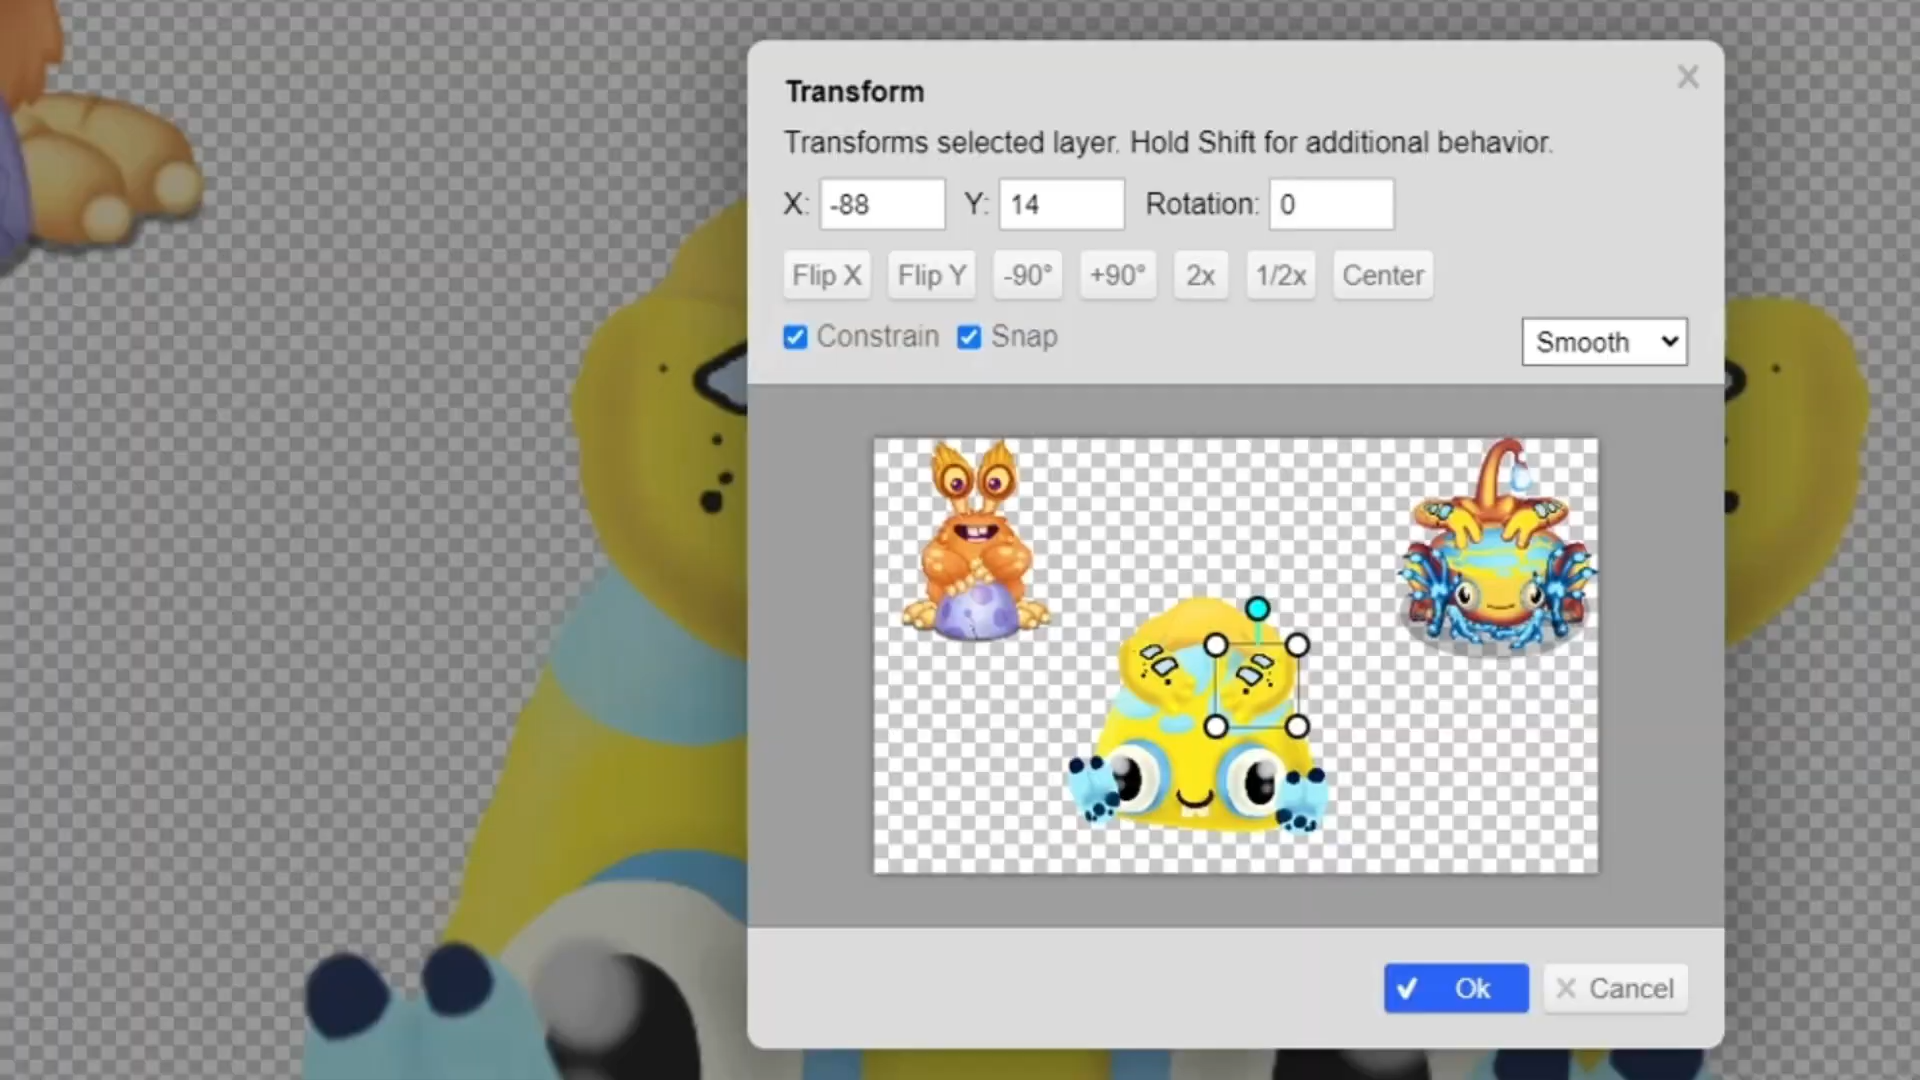 Transform
Transforms selected layer. Hold Shift for additional behavior.
X: -88 Y: 14 Rotation: 0
Flip X Flip Y -90° +90° 2x 1/2x Center
Constrain Snap Smooth
Ok Cancel